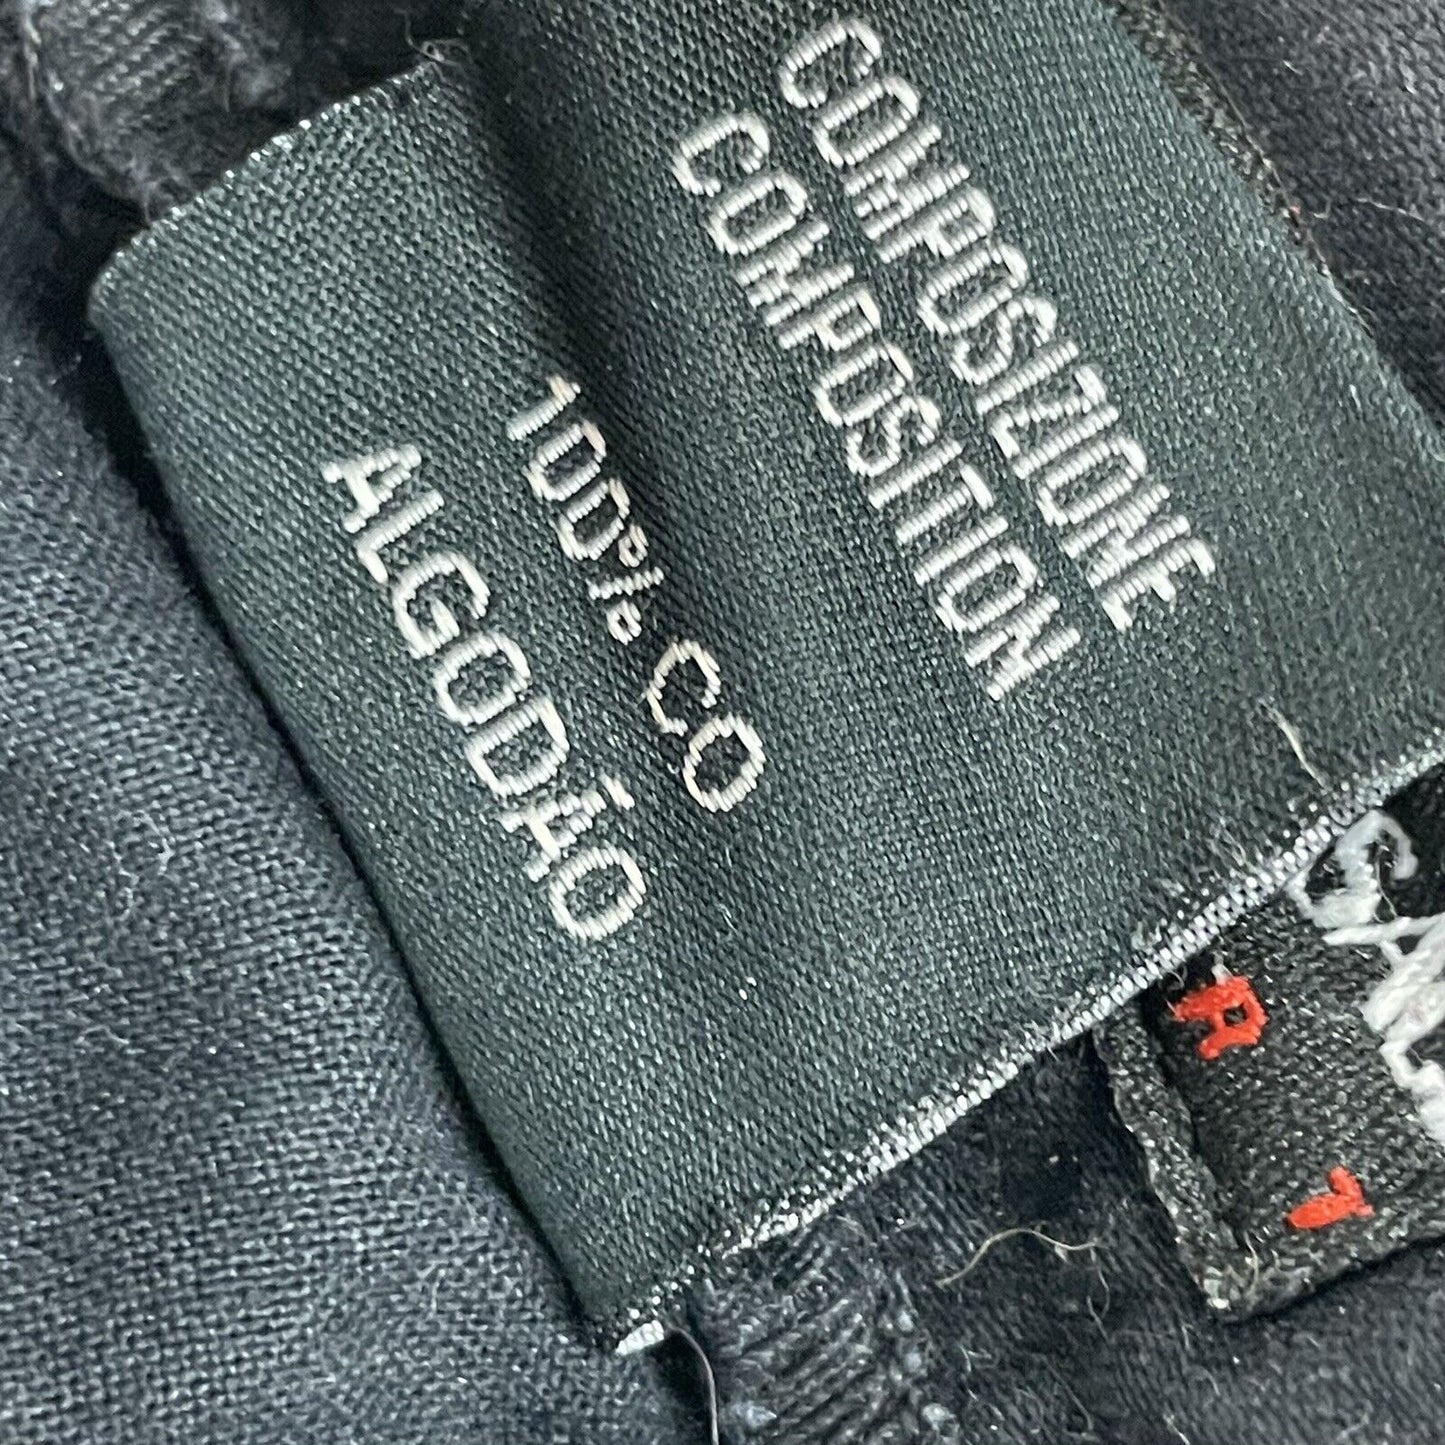 COMPOSIZIONE
COMPOSITION
100% CO
ALGODÃO